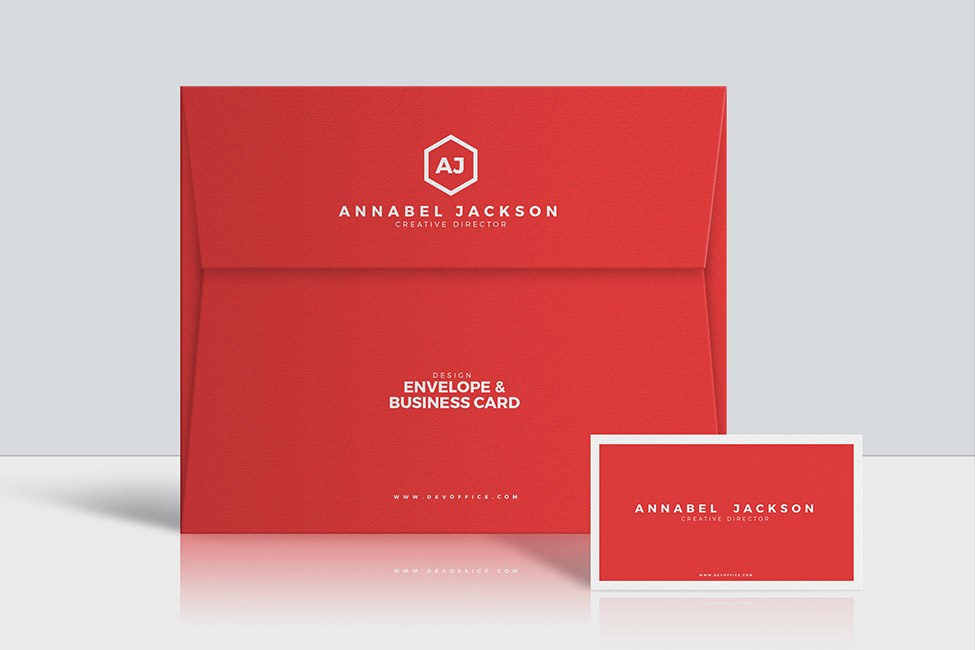 AJ
ANNABEL JACKSON
CREATIVE DIRECTOR
DESIGN
ENVELOPE &
BUSINESS CARD
WWW.DEVOFFICE.COM
ANNABEL JACKSON
CREATIVE DIRECTOR
WWW.DEVOFFICE.COM